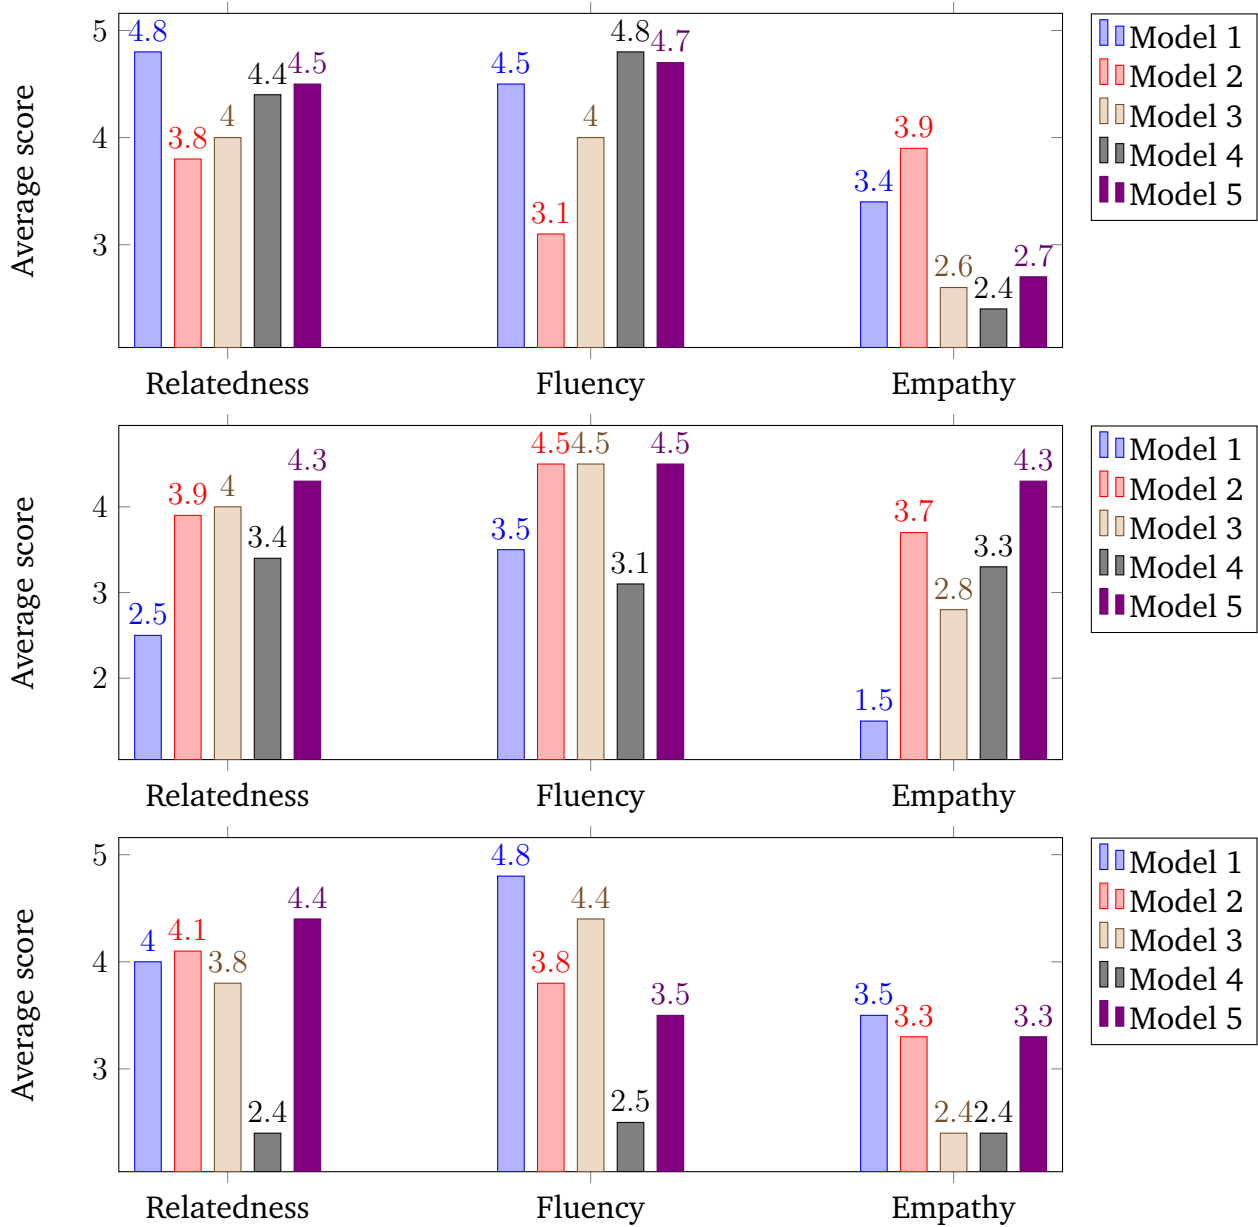 5
4
3
Average score
4.8
3.8
4
4.4
4.5
4.5
3.1
4
4.8
4.7
3.4
3.9
2.6
2.4
2.7
Relatedness
Fluency
Empathy
Model 1
Model 2
Model 3
Model 4
Model 5
4
3
2
Average score
2.5
3.9
4
3.4
4.3
3.5
4.5
4.5
3.1
4.5
1.5
3.7
2.8
3.3
4.3
Relatedness
Fluency
Empathy
Model 1
Model 2
Model 3
Model 4
Model 5
5
4
3
Average score
4
4.1
3.8
2.4
4.4
4.8
3.8
4.4
2.5
3.5
3.5
3.3
2.4
2.4
3.3
Relatedness
Fluency
Empathy
Model 1
Model 2
Model 3
Model 4
Model 5